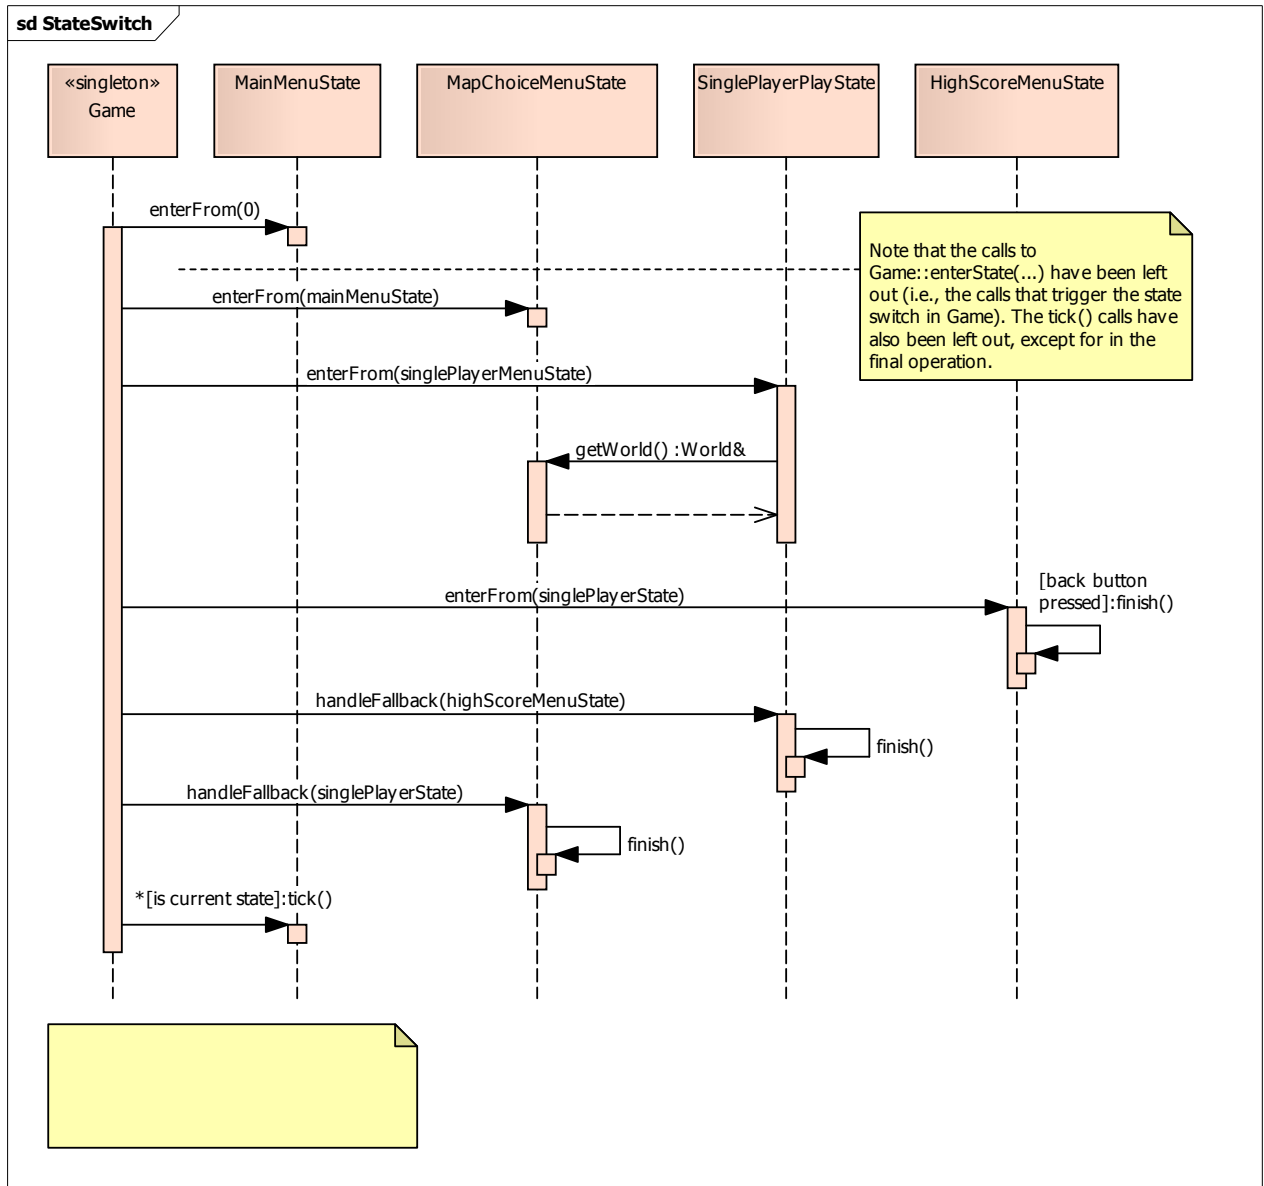 sd StateSwitch
«singleton»
Game
MainMenuState
MapChoiceMenuState
SinglePlayerPlayState
HighScoreMenuState
enterFrom(0)
Note that the calls to
Game::enterState(...) have been left
out (i.e., the calls that trigger the state
switch in Game). The tick() calls have
also been left out, except for in the
final operation.
enterFrom(mainMenuState)
enterFrom(singlePlayerMenuState)
getWorld() :World&
[back button
pressed]:finish()
enterFrom(singlePlayerState)
handleFallback(highScoreMenuState)
finish()
handleFallback(singlePlayerState)
finish()
*[is current state]:tick()